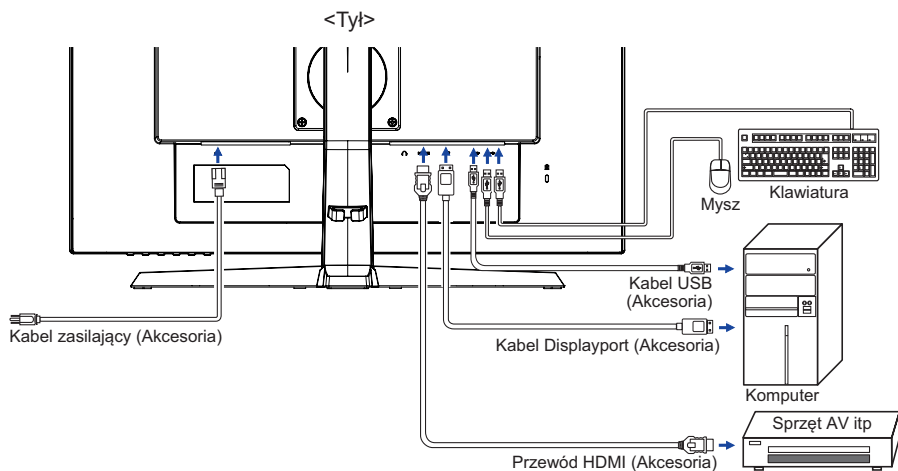 <Tył>
Mysz
Klawiatura
Kabel USB
(Akcesoria)
Kabel zasilający (Akcesoria)
Kabel Displayport (Akcesoria)
Komputer
Sprzęt AV itp
Przewód HDMI (Akcesoria)